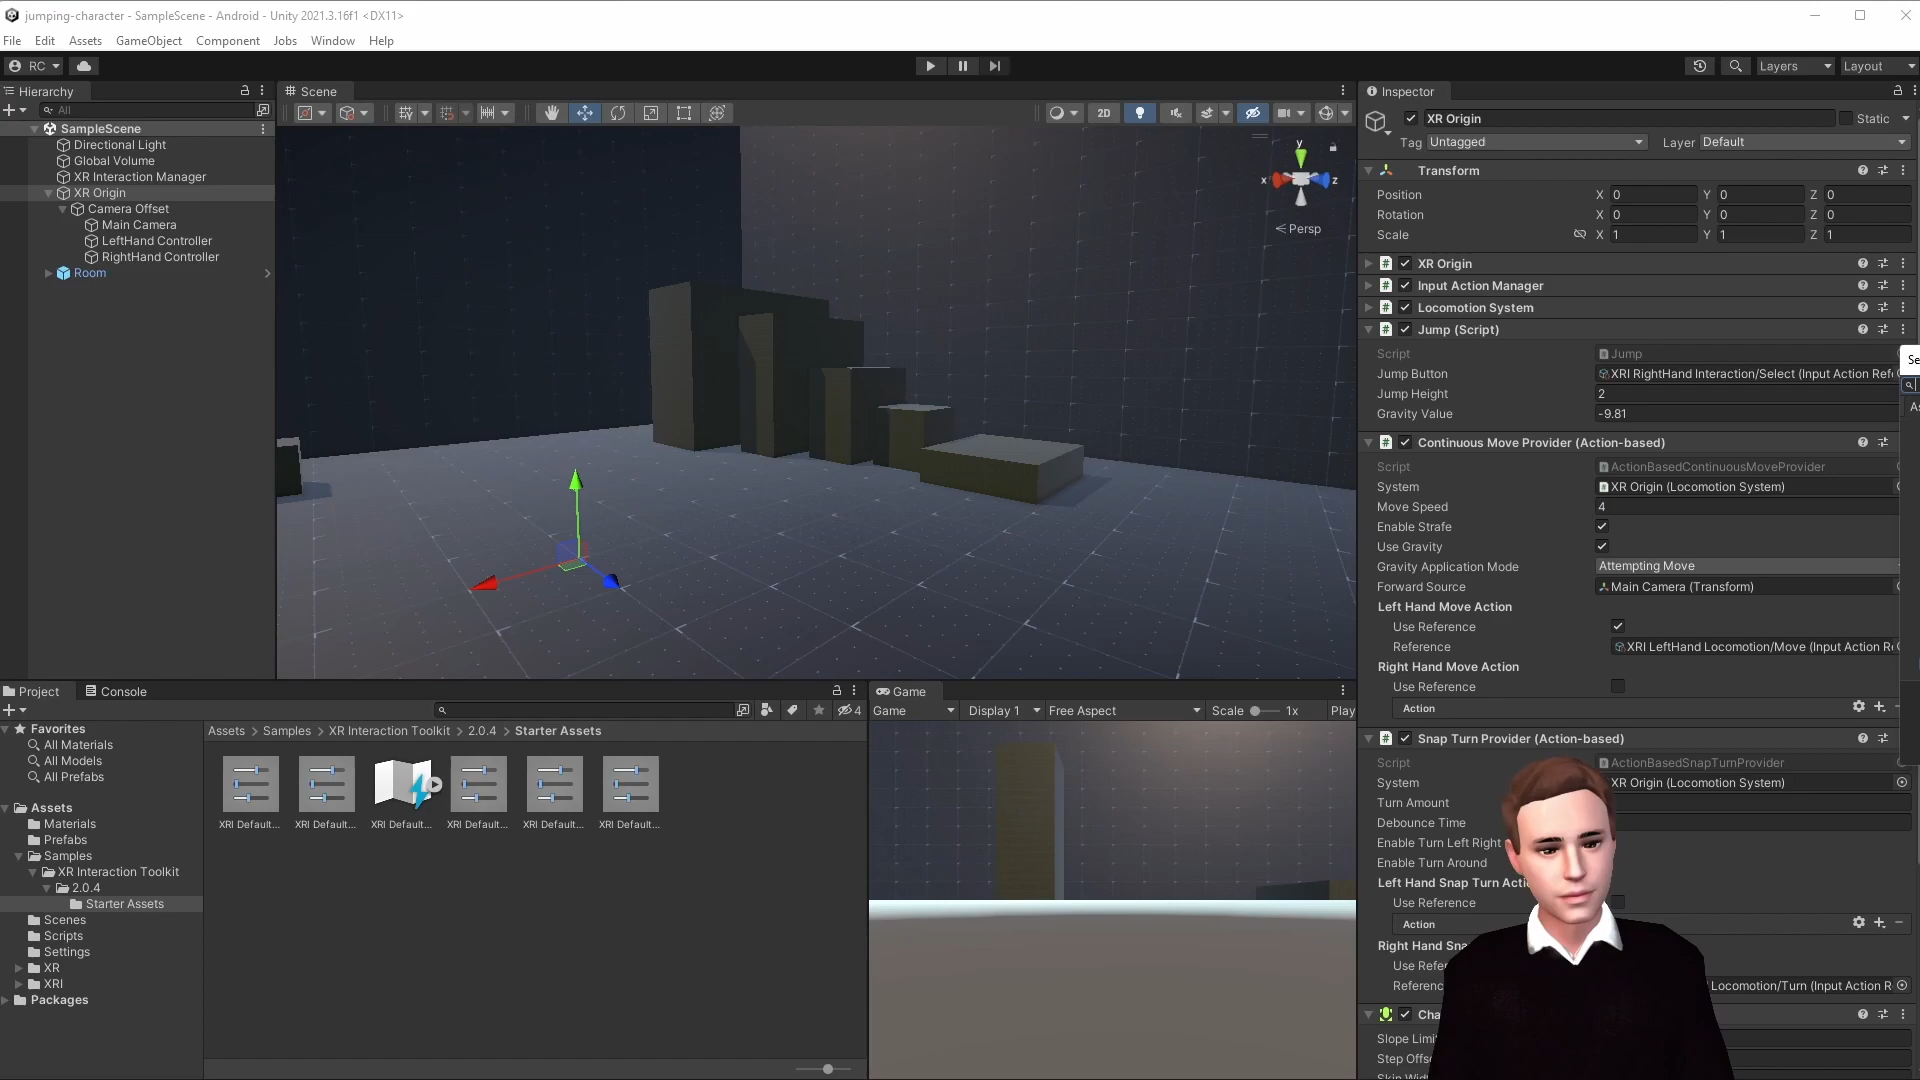 jumping-character - SampleScene - Android - Unity 2021.3.16f1 <DX11>
File Edit Assets GameObject Component Jobs Window Help
RC
Layers
Layout
Hierarchy
All
SampleScene
Directional Light
Global Volume
XR Interaction Manager
XR Origin
Camera Offset
Main Camera
LeftHand Controller
RightHand Controller
Room
Scene
2D
y
x
z
Persp
Inspector
XR Origin
Static
Tag Untagged
Layer Default
Transform
Position X 0 Y 0 Z 0
Rotation X 0 Y 0 Z 0
Scale X 1 Y 1 Z 1
XR Origin
Input Action Manager
Locomotion System
Jump (Script)
Script Jump
Jump Button XRI RightHand Interaction/Select (Input Action Ref
Jump Height 2
Gravity Value -9.81
Se
Continuous Move Provider (Action-based)
Script ActionBasedContinuousMoveProvider
System XR Origin (Locomotion System)
Move Speed 4
Enable Strafe
Use Gravity
Gravity Application Mode Attempting Move
Forward Source Main Camera (Transform)
Left Hand Move Action
Use Reference
Reference XRI LeftHand Locomotion/Move (Input Action R
Right Hand Move Action
Use Reference
Action
Snap Turn Provider (Action-based)
Script ActionBasedSnapTurnProvider
System XR Origin (Locomotion System)
Turn Amount
Debounce Time
Enable Turn Left Right
Enable Turn Around
Left Hand Snap Turn Actio
Use Reference
Action
Right Hand Sna
Use Refe
Referenc Locomotion/Turn (Input Action R
Cha
Slope Limi
Step Offs
Skin Wid
Project
Console
4
Favorites
All Materials
All Models
All Prefabs
Assets
Materials
Prefabs
Samples
XR Interaction Toolkit
2.0.4
Starter Assets
Scenes
Scripts
Settings
XR
XRI
Packages
Assets > Samples > XR Interaction Toolkit > 2.0.4 > Starter Assets
XRI Default... XRI Default... XRI Default... XRI Default... XRI Default... XRI Default...
Game
Game Display 1 Free Aspect Scale 1x Play